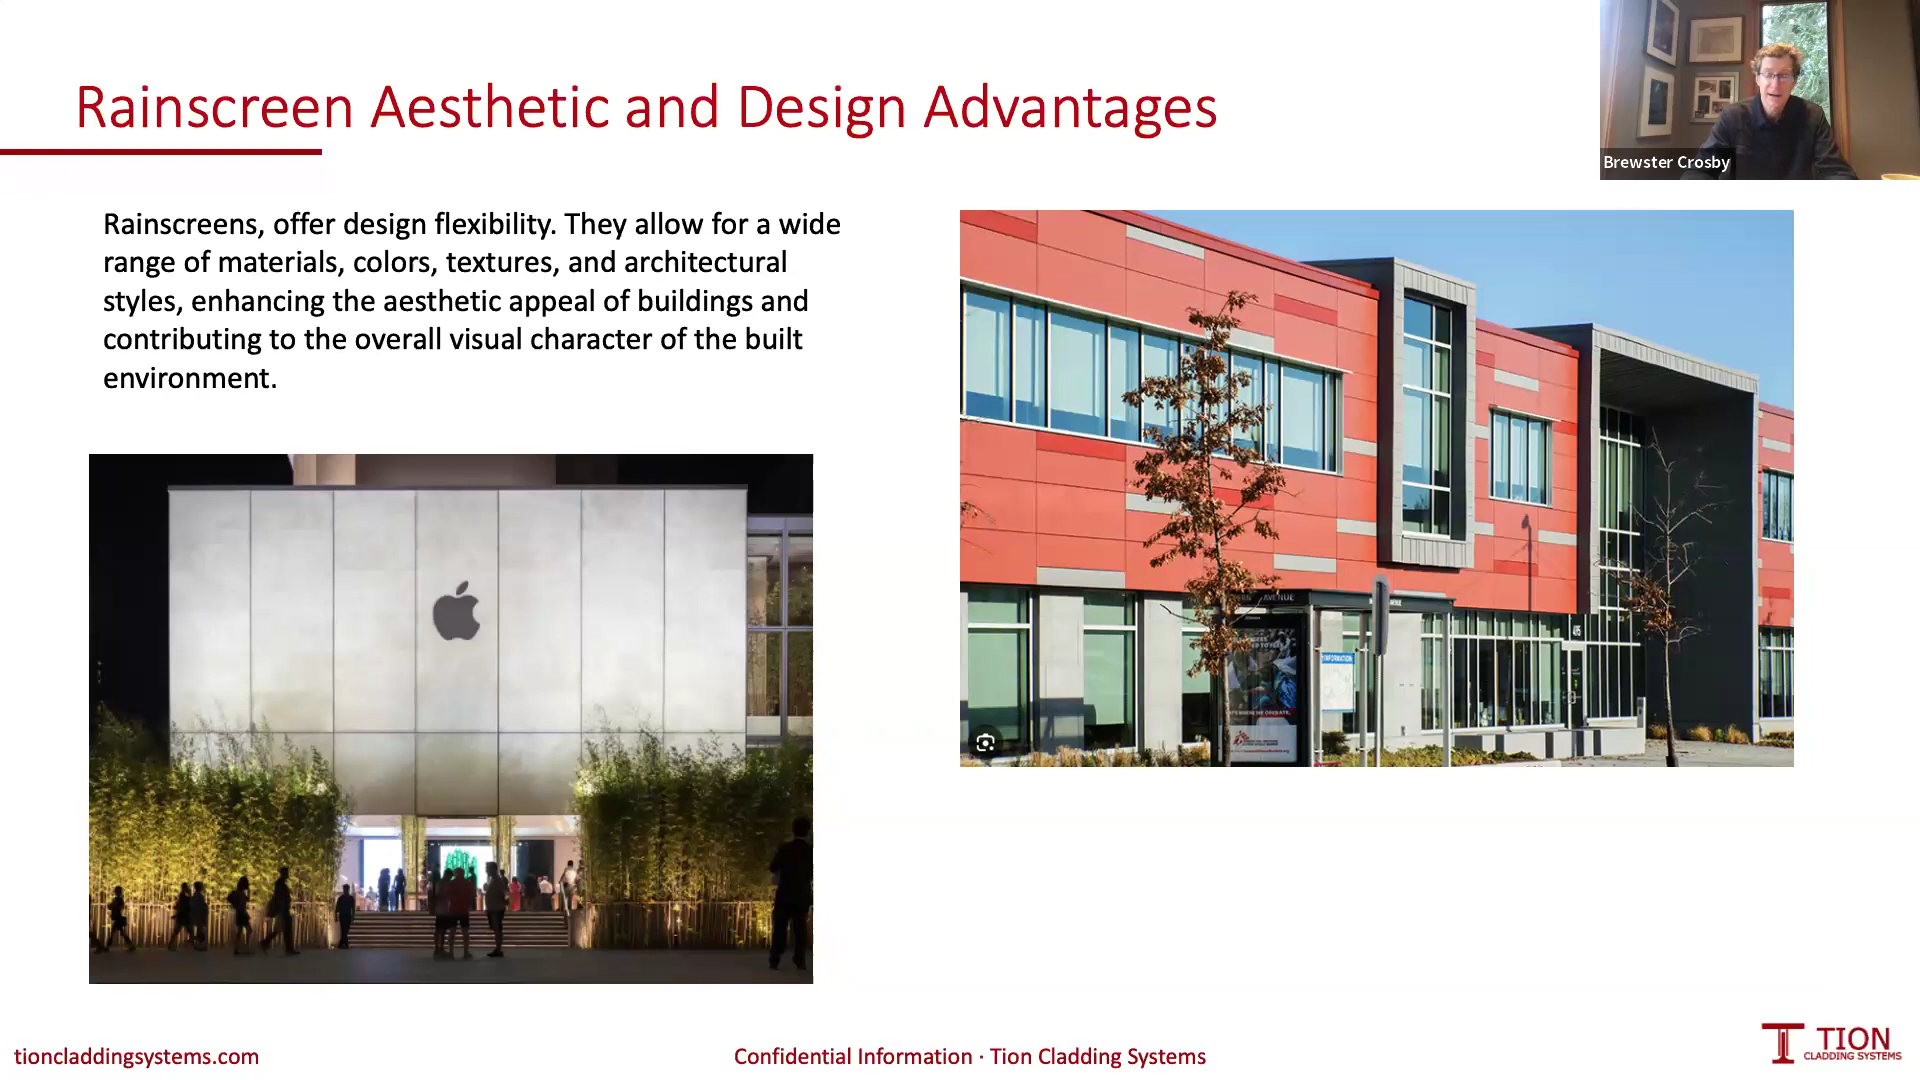 Rainscreen Aesthetic and Design Advantages
Brewster Crosby
Rainscreens, offer design flexibility. They allow for a wide
range of materials, colors, textures, and architectural
styles, enhancing the aesthetic appeal of buildings and
contributing to the overall visual character of the built
environment.
AVENUE
INFORMATION
tioncladdingsystems.com
Confidential Information · Tion Cladding Systems
TION
CLADDING SYSTEMS